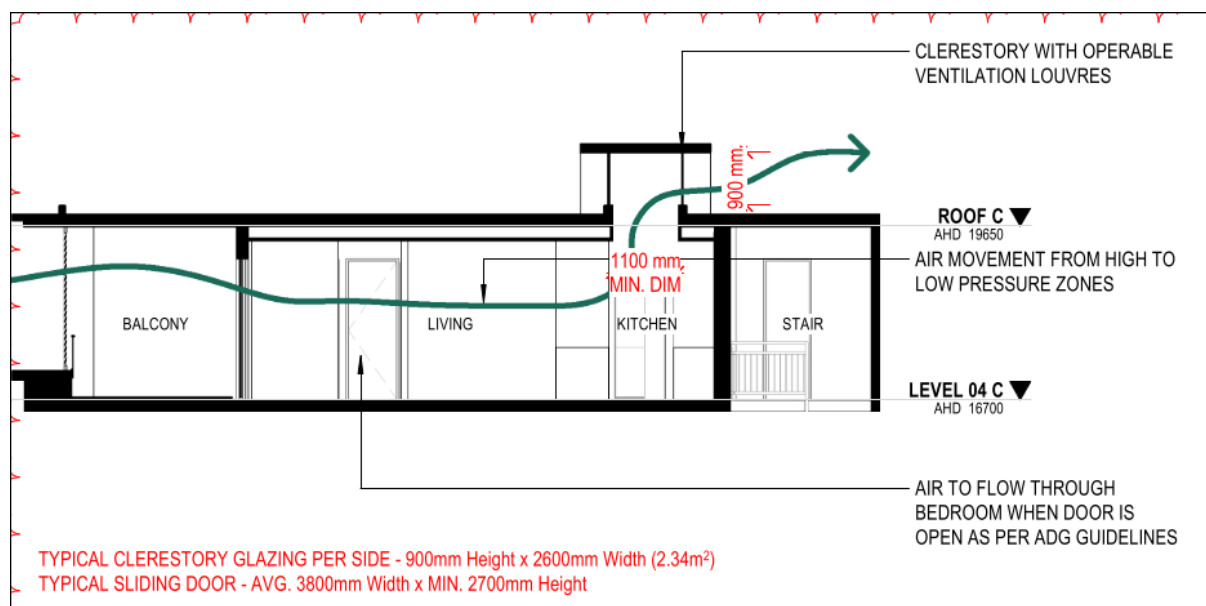 CLERESTORY WITH OPERABLE
VENTILATION LOUVRES
900 mm.
ROOF C
AHD 19650
AIR MOVEMENT FROM HIGH TO
LOW PRESSURE ZONES
1100 mm.
MIN. DIM.
BALCONY
LIVING
KITCHEN
STAIR
LEVEL 04 C
AHD 16700
AIR TO FLOW THROUGH
BEDROOM WHEN DOOR IS
OPEN AS PER ADG GUIDELINES
TYPICAL CLERESTORY GLAZING PER SIDE - 900mm Height x 2600mm Width (2.34m²)
TYPICAL SLIDING DOOR - AVG. 3800mm Width x MIN. 2700mm Height